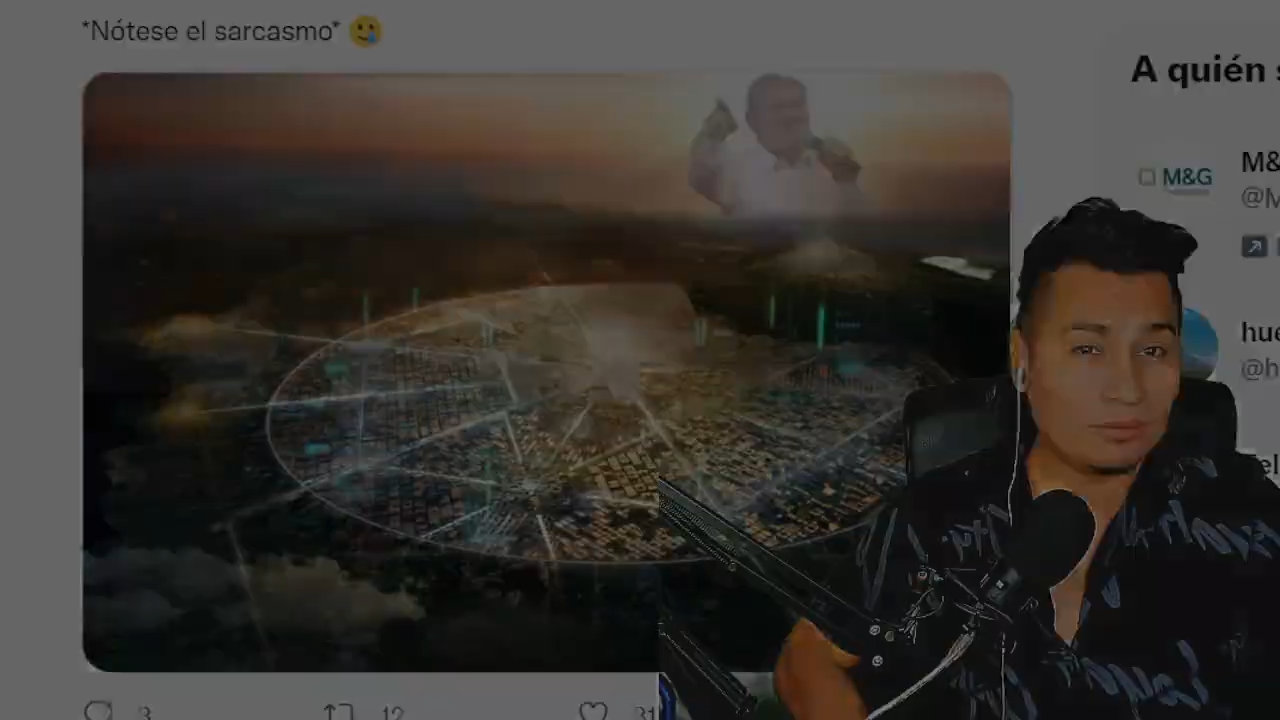 *Nótese el sarcasmo* 🥲
A quién
M&G
M&
@M
hue
@h
3
12
31